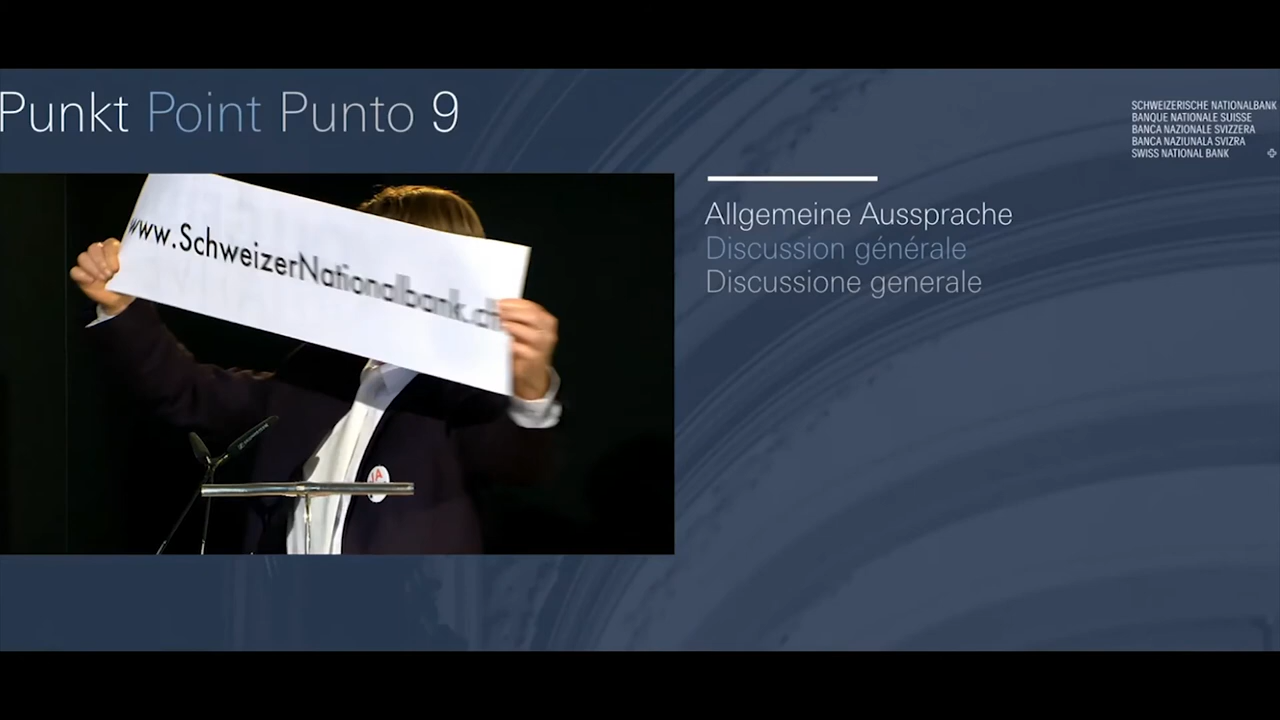 Punkt Point Punto 9
SCHWEIZERISCHE NATIONALBANK
BANQUE NATIONALE SUISSE
BANCA NAZIONALE SVIZZERA
BANCA NAZIUNALA SVIZRA
SWISS NATIONAL BANK
Allgemeine Aussprache
Discussion générale
Discussione generale
www.SchweizerNationalbank.ch
JA